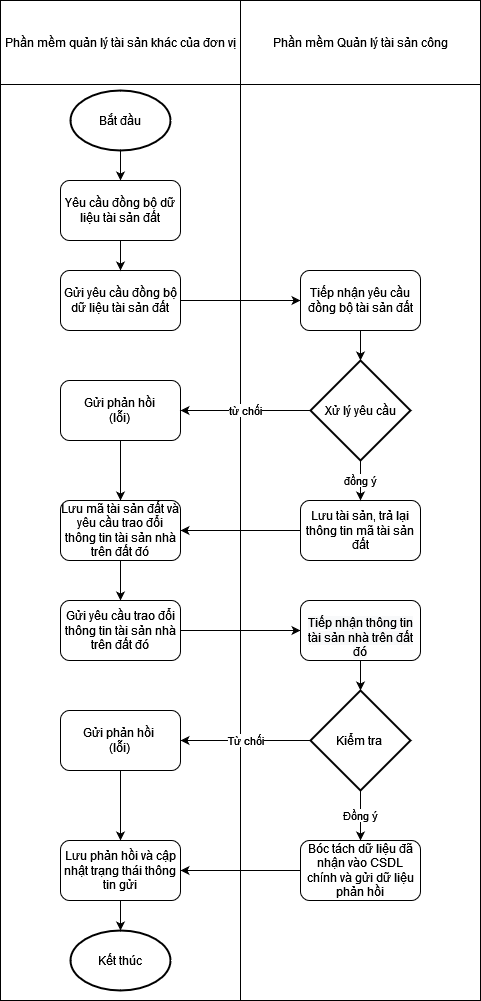 Phần mềm quản lý tài sản khác của đơn vị
Phần mềm Quản lý tài sản công
Bắt đầu
Yêu cầu đồng bộ dữ
liệu tài sản đất
Gửi yêu cầu đồng bộ
dữ liệu tài sản đất
Tiếp nhận yêu cầu
đồng bộ tài sản đất
Gửi phản hồi
(lỗi)
từ chối
Xử lý yêu cầu
đồng ý
Lưu mã tài sản đất và
yêu cầu trao đổi
thông tin tài sản nhà
trên đất đó
Lưu tài sản, trả lại
thông tin mã tài sản
đất
Gửi yêu cầu trao đổi
thông tin tài sản nhà
trên đất đó
Tiếp nhận thông tin
tài sản nhà trên đất
đó
Gửi phản hồi
(lỗi)
Từ chối
Kiểm tra
Đồng ý
Lưu phản hồi và cập
nhật trạng thái thông
tin gửi
Bóc tách dữ liệu đã
nhận vào CSDL
chính và gửi dữ liệu
phản hồi
Kết thúc